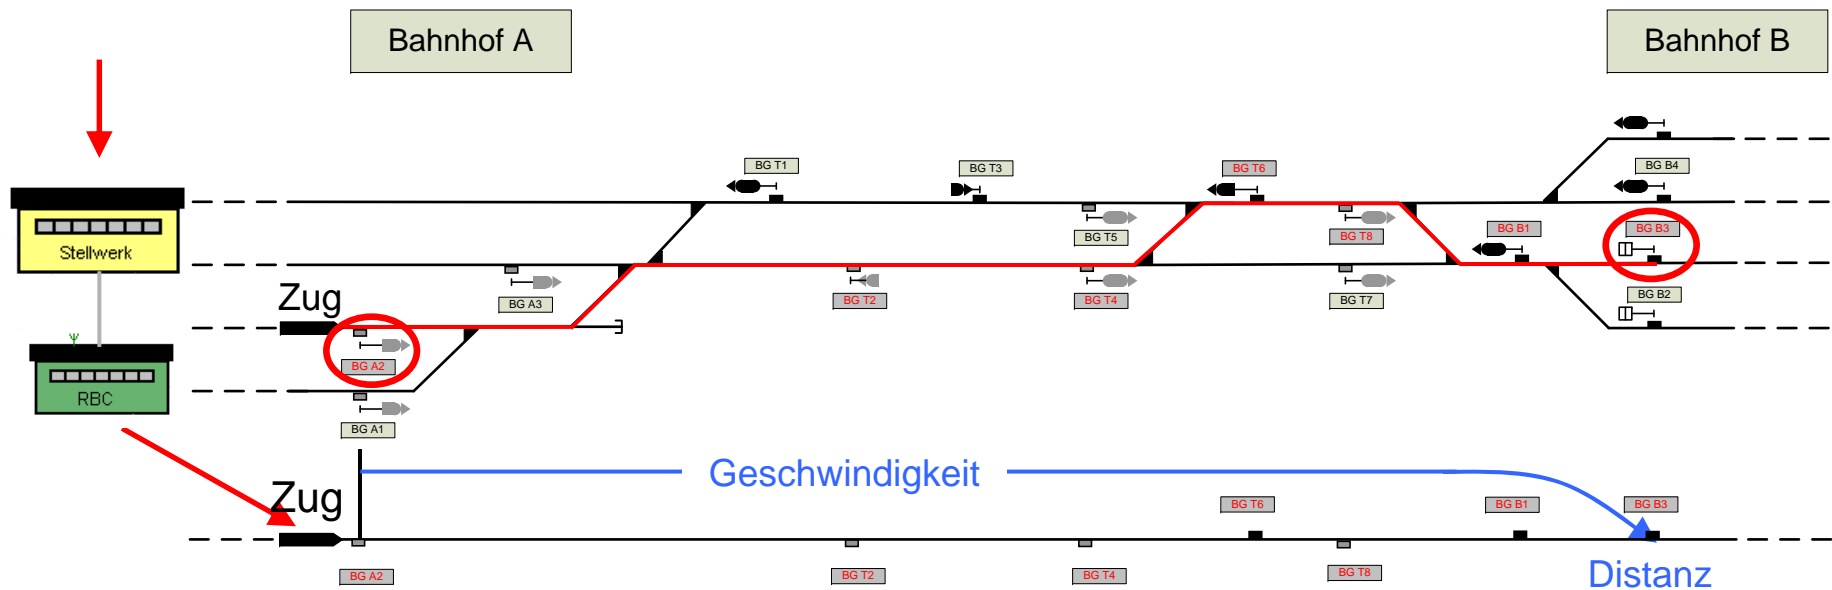 Bahnhof A
Bahnhof B
BG T1
BG T3
BG T6
BG B4
Stellwerk
BG T5
BG T8
BG B1
BG B3
Zug
BG A3
BG T2
BG T4
BG T7
BG B2
BG A2
RBC
BG A1
Geschwindigkeit
Zug
BG T6
BG B1
BG B3
BG A2
BG T2
BG T4
BG T8
Distanz